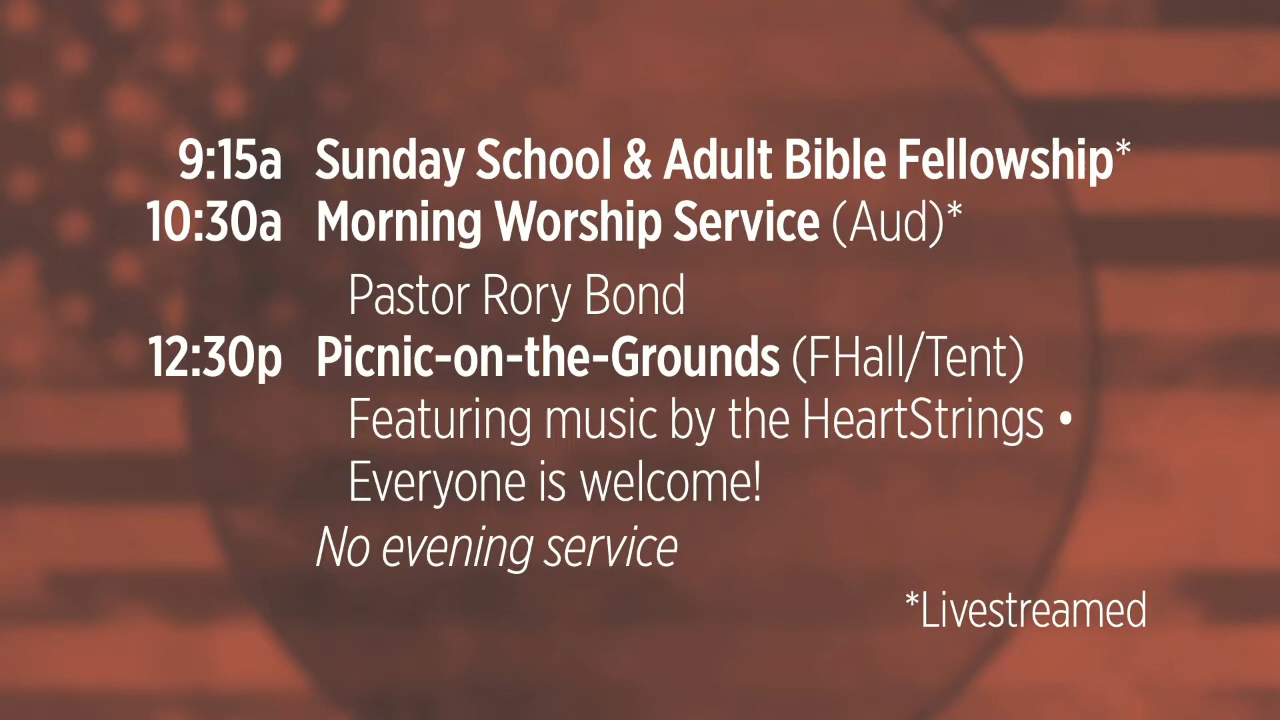 9:15a Sunday School & Adult Bible Fellowship*
10:30a Morning Worship Service (Aud)*
Pastor Rory Bond
12:30p Picnic-on-the-Grounds (FHall/Tent)
Featuring music by the HeartStrings •
Everyone is welcome!
No evening service
*Livestreamed